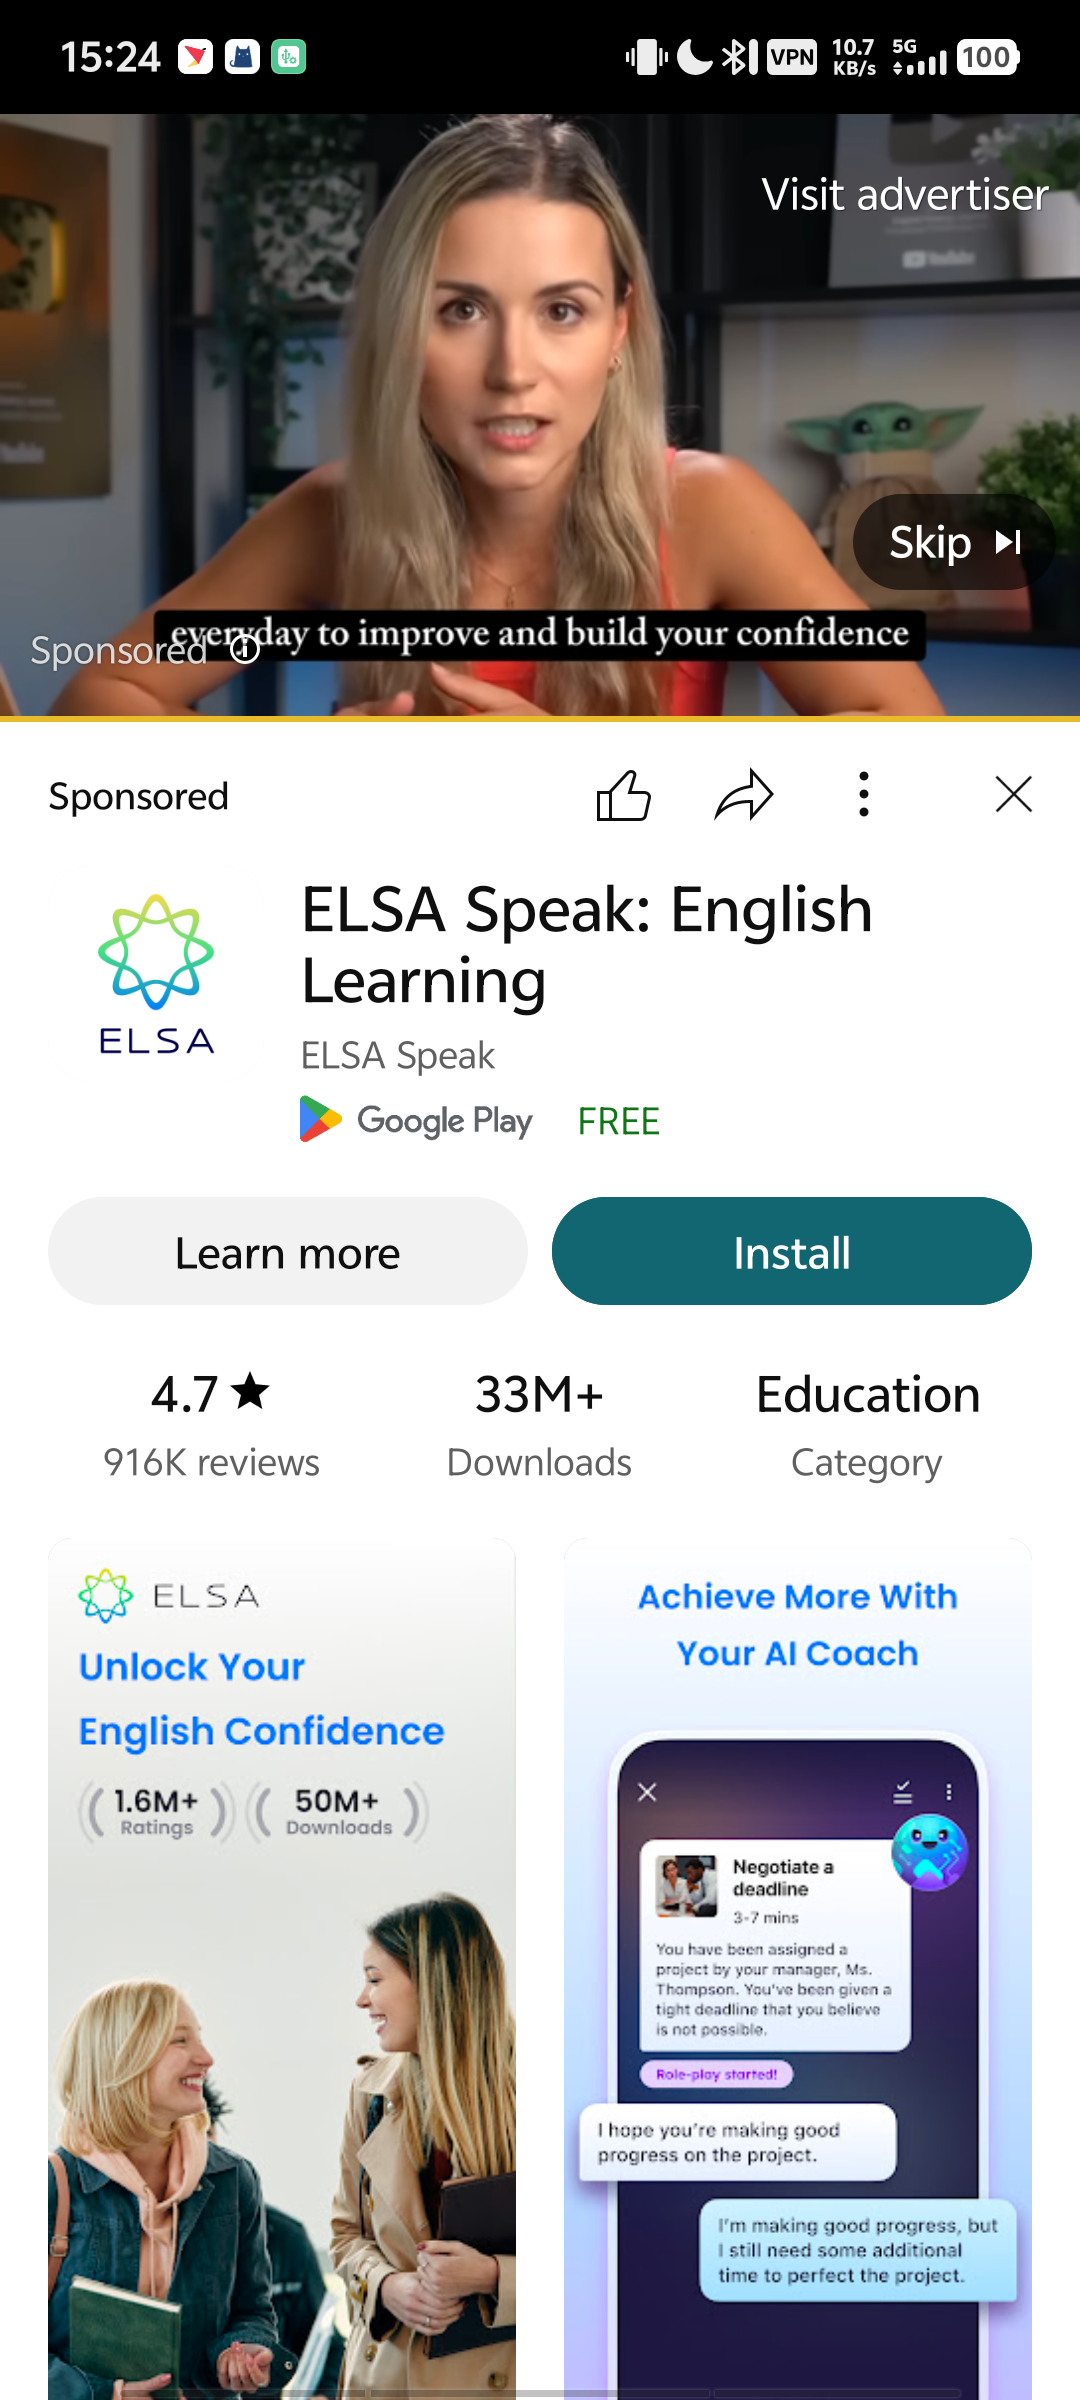 15:24
VPN
10.7
KB/s
5G
100
Visit advertiser
Skip
everyday to improve and build your confidence
Sponsored
Sponsored
ELSA Speak: English
Learning
ELSA
ELSA Speak
Google Play
FREE
Learn more
Install
4.7
33M+
Education
916K reviews
Downloads
Category
ELSA
Unlock Your
English Confidence
1.6M+
Ratings
50M+
Downloads
Achieve More With
Your AI Coach
Negotiate a
deadline
3-7 mins
You have been assigned a
project by your manager, Ms.
Thompson. You've been given a
tight deadline that you believe
is not possible.
Role-play started!
I hope you're making good
progress on the project.
I'm making good progress, but
I still need some additional
time to perfect the project.